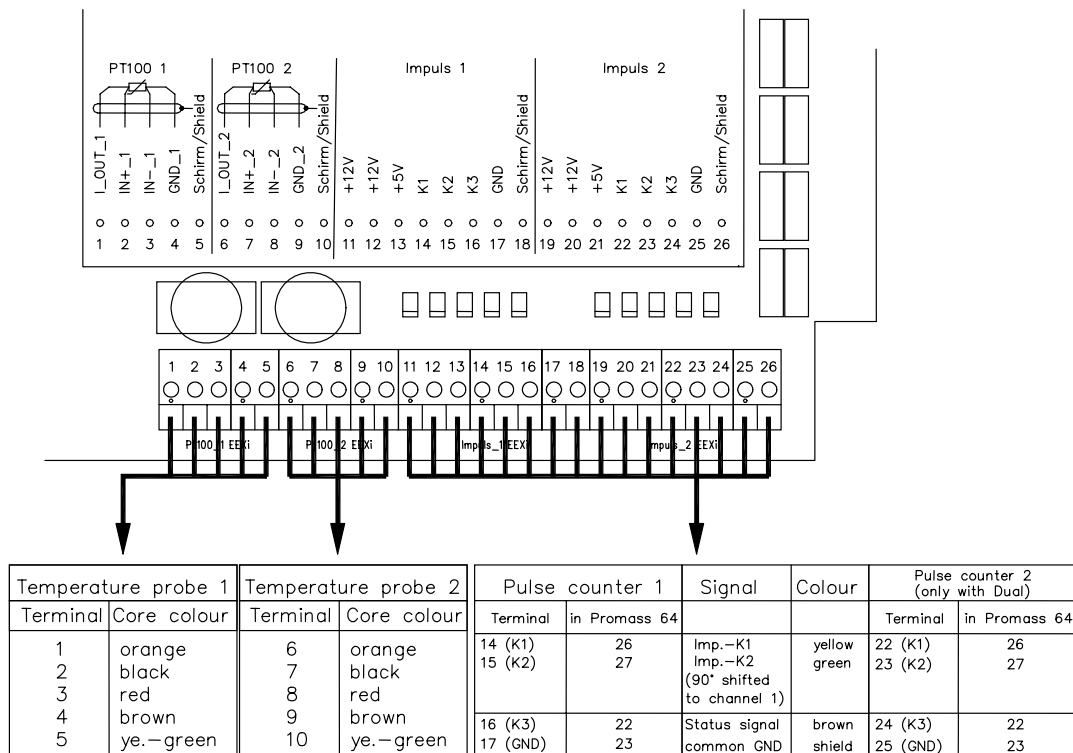 PT100 1 PT100 2 Impuls 1 Impuls 2
I_OUT_1 IN+_1 IN-_1 GND_1 Schirm/Shield I_OUT_2 IN+_2 IN-_2 GND_2 Schirm/Shield +12V +12V +5V K1 K2 K3 GND Schirm/Shield +12V +12V +5V K1 K2 K3 GND Schirm/Shield
1 2 3 4 5 6 7 8 9 10 11 12 13 14 15 16 17 18 19 20 21 22 23 24 25 26
1 2 3 4 5 6 7 8 9 10 11 12 13 14 15 16 17 18 19 20 21 22 23 24 25 26
Pt100_1 EEXi Pt100_2 EEXi Impuls_1 EEXi Impuls_2 EEXi
Temperature probe 1
Terminal Core colour
1 orange
2 black
3 red
4 brown
5 ye.-green
Temperature probe 2
Terminal Core colour
6 orange
7 black
8 red
9 brown
10 ye.-green
Pulse counter 1 Signal Colour Pulse counter 2
(only with Dual)
Terminal in Promass 64 Terminal in Promass 64
14 (K1) 26 Imp.-K1 yellow 22 (K1) 26
15 (K2) 27 Imp.-K2 green 23 (K2) 27
(90° shifted
to channel 1)
16 (K3) 22 Status signal brown 24 (K3) 22
17 (GND) 23 common GND shield 25 (GND) 23